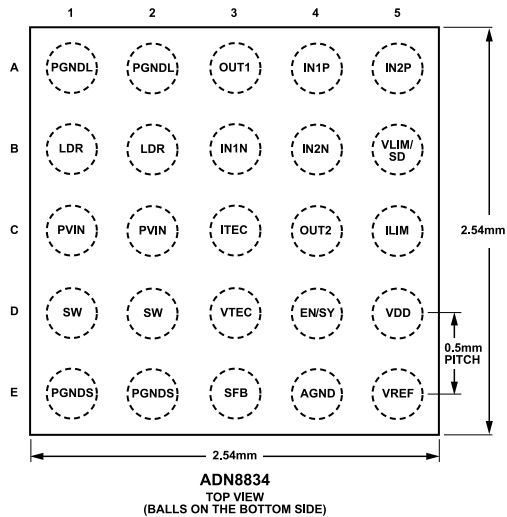 1 2 3 4 5
A PGNDL PGNDL OUT1 IN1P IN2P
B LDR LDR IN1N IN2N VLIM/
SD
C PVIN PVIN ITEC OUT2 ILIM
2.54mm
D SW SW VTEC EN/SY VDD
0.5mm
PITCH
E PGNDS PGNDS SFB AGND VREF
2.54mm
ADN8834
TOP VIEW
(BALLS ON THE BOTTOM SIDE)